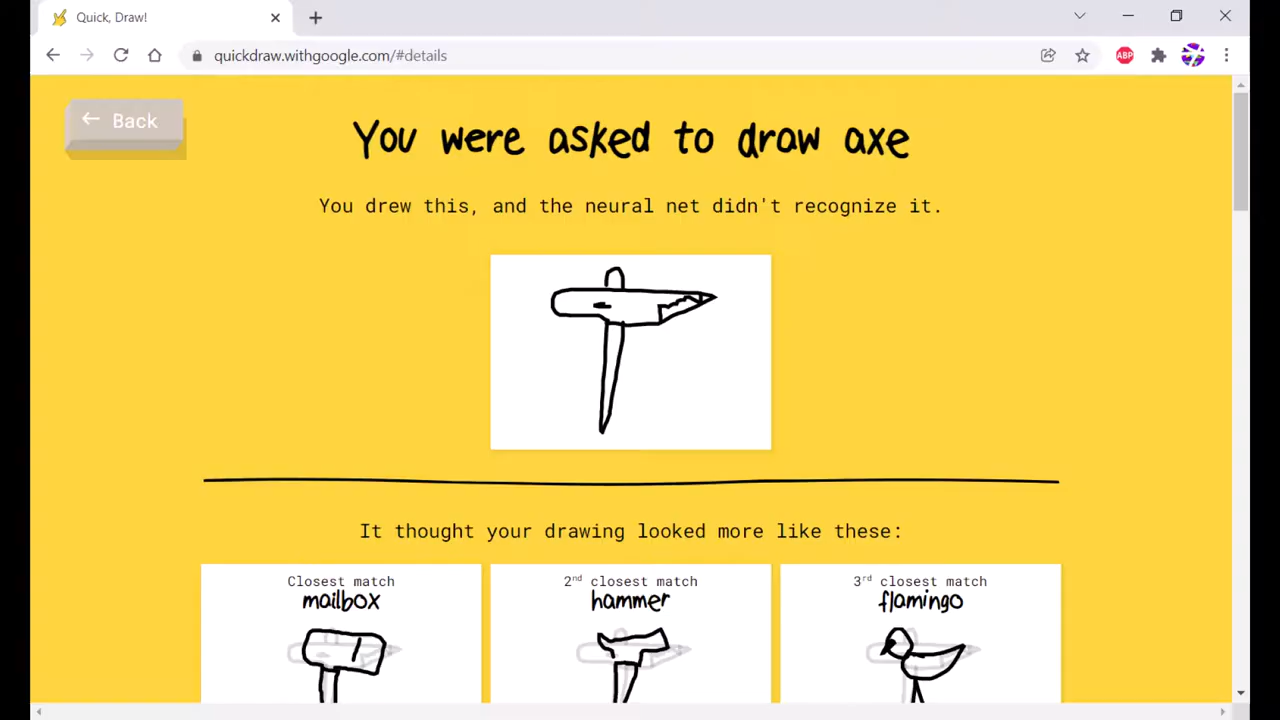 Quick, Draw!
quickdraw.withgoogle.com/#details
ABP
← Back
You were asked to draw axe
You drew this, and the neural net didn't recognize it.
It thought your drawing looked more like these:
Closest match
mailbox
2nd closest match
hammer
3rd closest match
flamingo